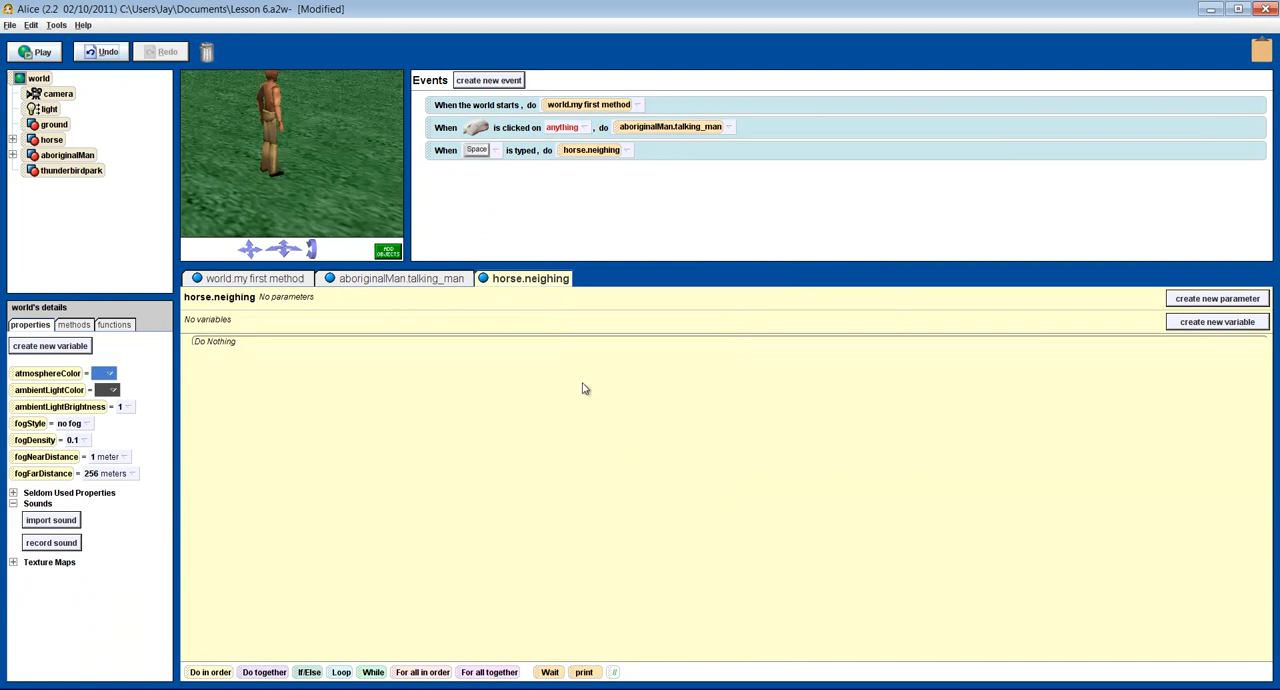 Alice (2.2 02/10/2011) C:\Users\Jay\Documents\Lesson 6.a2w- [Modified]
File Edit Tools Help
Play Undo Redo
world
camera
light
ground
horse
aboriginalMan
thunderbirdpark
ADD OBJECTS
Events create new event
When the world starts, do world.my first method
When is clicked on anything, do aboriginalMan.talking_man
When Space is typed, do horse.neighing
world.my first method aboriginalMan.talking_man horse.neighing
horse.neighing No parameters create new parameter
No variables create new variable
Do Nothing
world's details
properties methods functions
create new variable
atmosphereColor =
ambientLightColor =
ambientLightBrightness = 1
fogStyle = no fog
fogDensity = 0.1
fogNearDistance = 1 meter
fogFarDistance = 256 meters
Seldom Used Properties
Sounds
import sound
record sound
Texture Maps
Do in order Do together If/Else Loop While For all in order For all together Wait print //